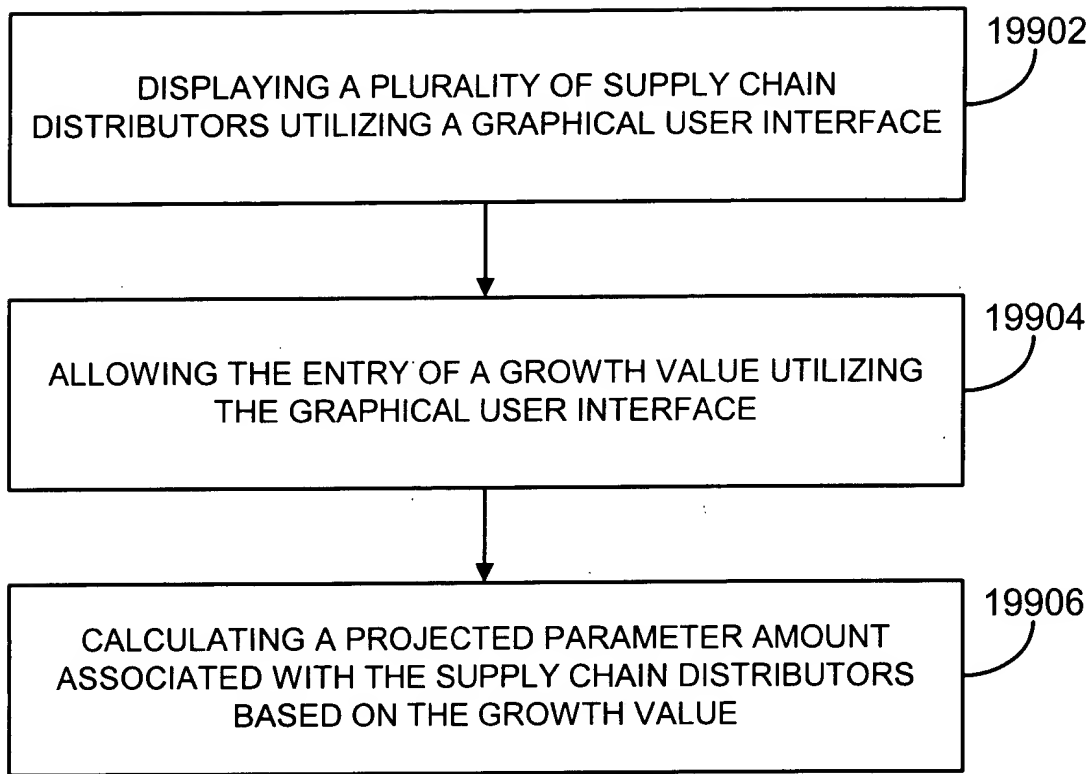 19902
DISPLAYING A PLURALITY OF SUPPLY CHAIN
DISTRIBUTORS UTILIZING A GRAPHICAL USER INTERFACE
19904
ALLOWING THE ENTRY OF A GROWTH VALUE UTILIZING
THE GRAPHICAL USER INTERFACE
19906
CALCULATING A PROJECTED PARAMETER AMOUNT
ASSOCIATED WITH THE SUPPLY CHAIN DISTRIBUTORS
BASED ON THE GROWTH VALUE